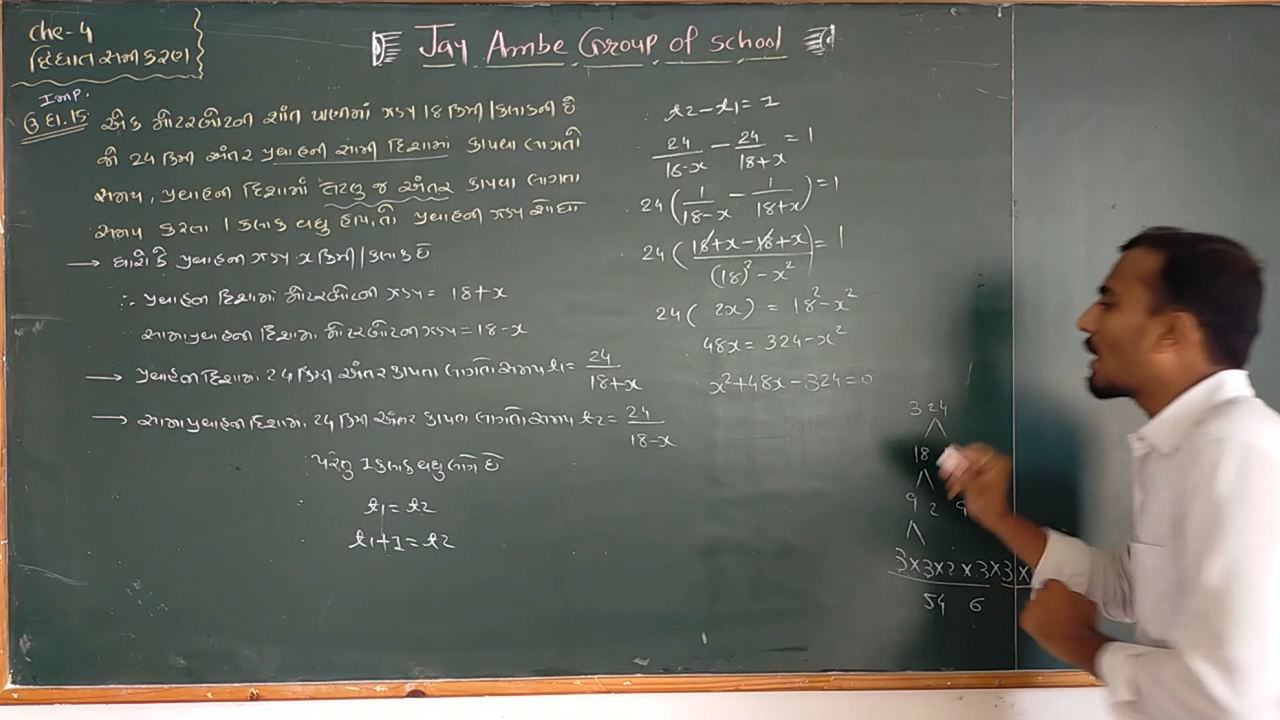 che-4
દ્વિઘાત સમીકરણ
Jay Ambe Group of school
Imp.
ઉદા.15 એક મોટરબોટની શાંત પાણીમાં ઝડપ 18 કિમી/કલાકની છે
જો 24 કિમી અંતર પ્રવાહની સામી દિશામાં કાપવા લાગતો
સમય, પ્રવાહની દિશામાં તેટલુ જ અંતર કાપવા લાગતા
સમય કરતા 1 કલાક વધુ હોય,તો પ્રવાહની ઝડપ શોધો
→ ધારો કે પ્રવાહની ઝડપ x કિમી/કલાક છે
∴ પ્રવાહની દિશામાં મોટરબોટની ઝડપ = 18+x
સામા પ્રવાહની દિશામાં મોટરબોટની ઝડપ = 18-x
→ પ્રવાહની દિશામાં 24 કિમી અંતર કાપતા લાગતો સમય t1 = 24/18+x
→ સામા પ્રવાહની દિશામાં 24 કિમી અંતર કાપતા લાગતો સમય t2 = 24/18-x
પરંતુ 1 કલાક વધુ લાગે છે
t1 = t2
t1+1 = t2
t2-t1 = 1
24/18-x - 24/18+x = 1
24(1/18-x - 1/18+x) = 1
24(18+x-18+x/(18)²-x²) = 1
24(2x) = 18²-x²
48x = 324-x²
x²+48x-324=0
324
18
9 2 9
3×3×2×3×3×
54 6